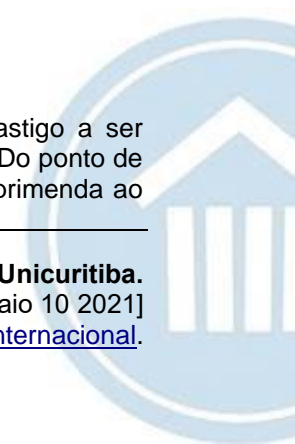 astigo a ser
Do ponto de
primenda ao
Unicuritiba.
aio 10 2021]
nternacional.